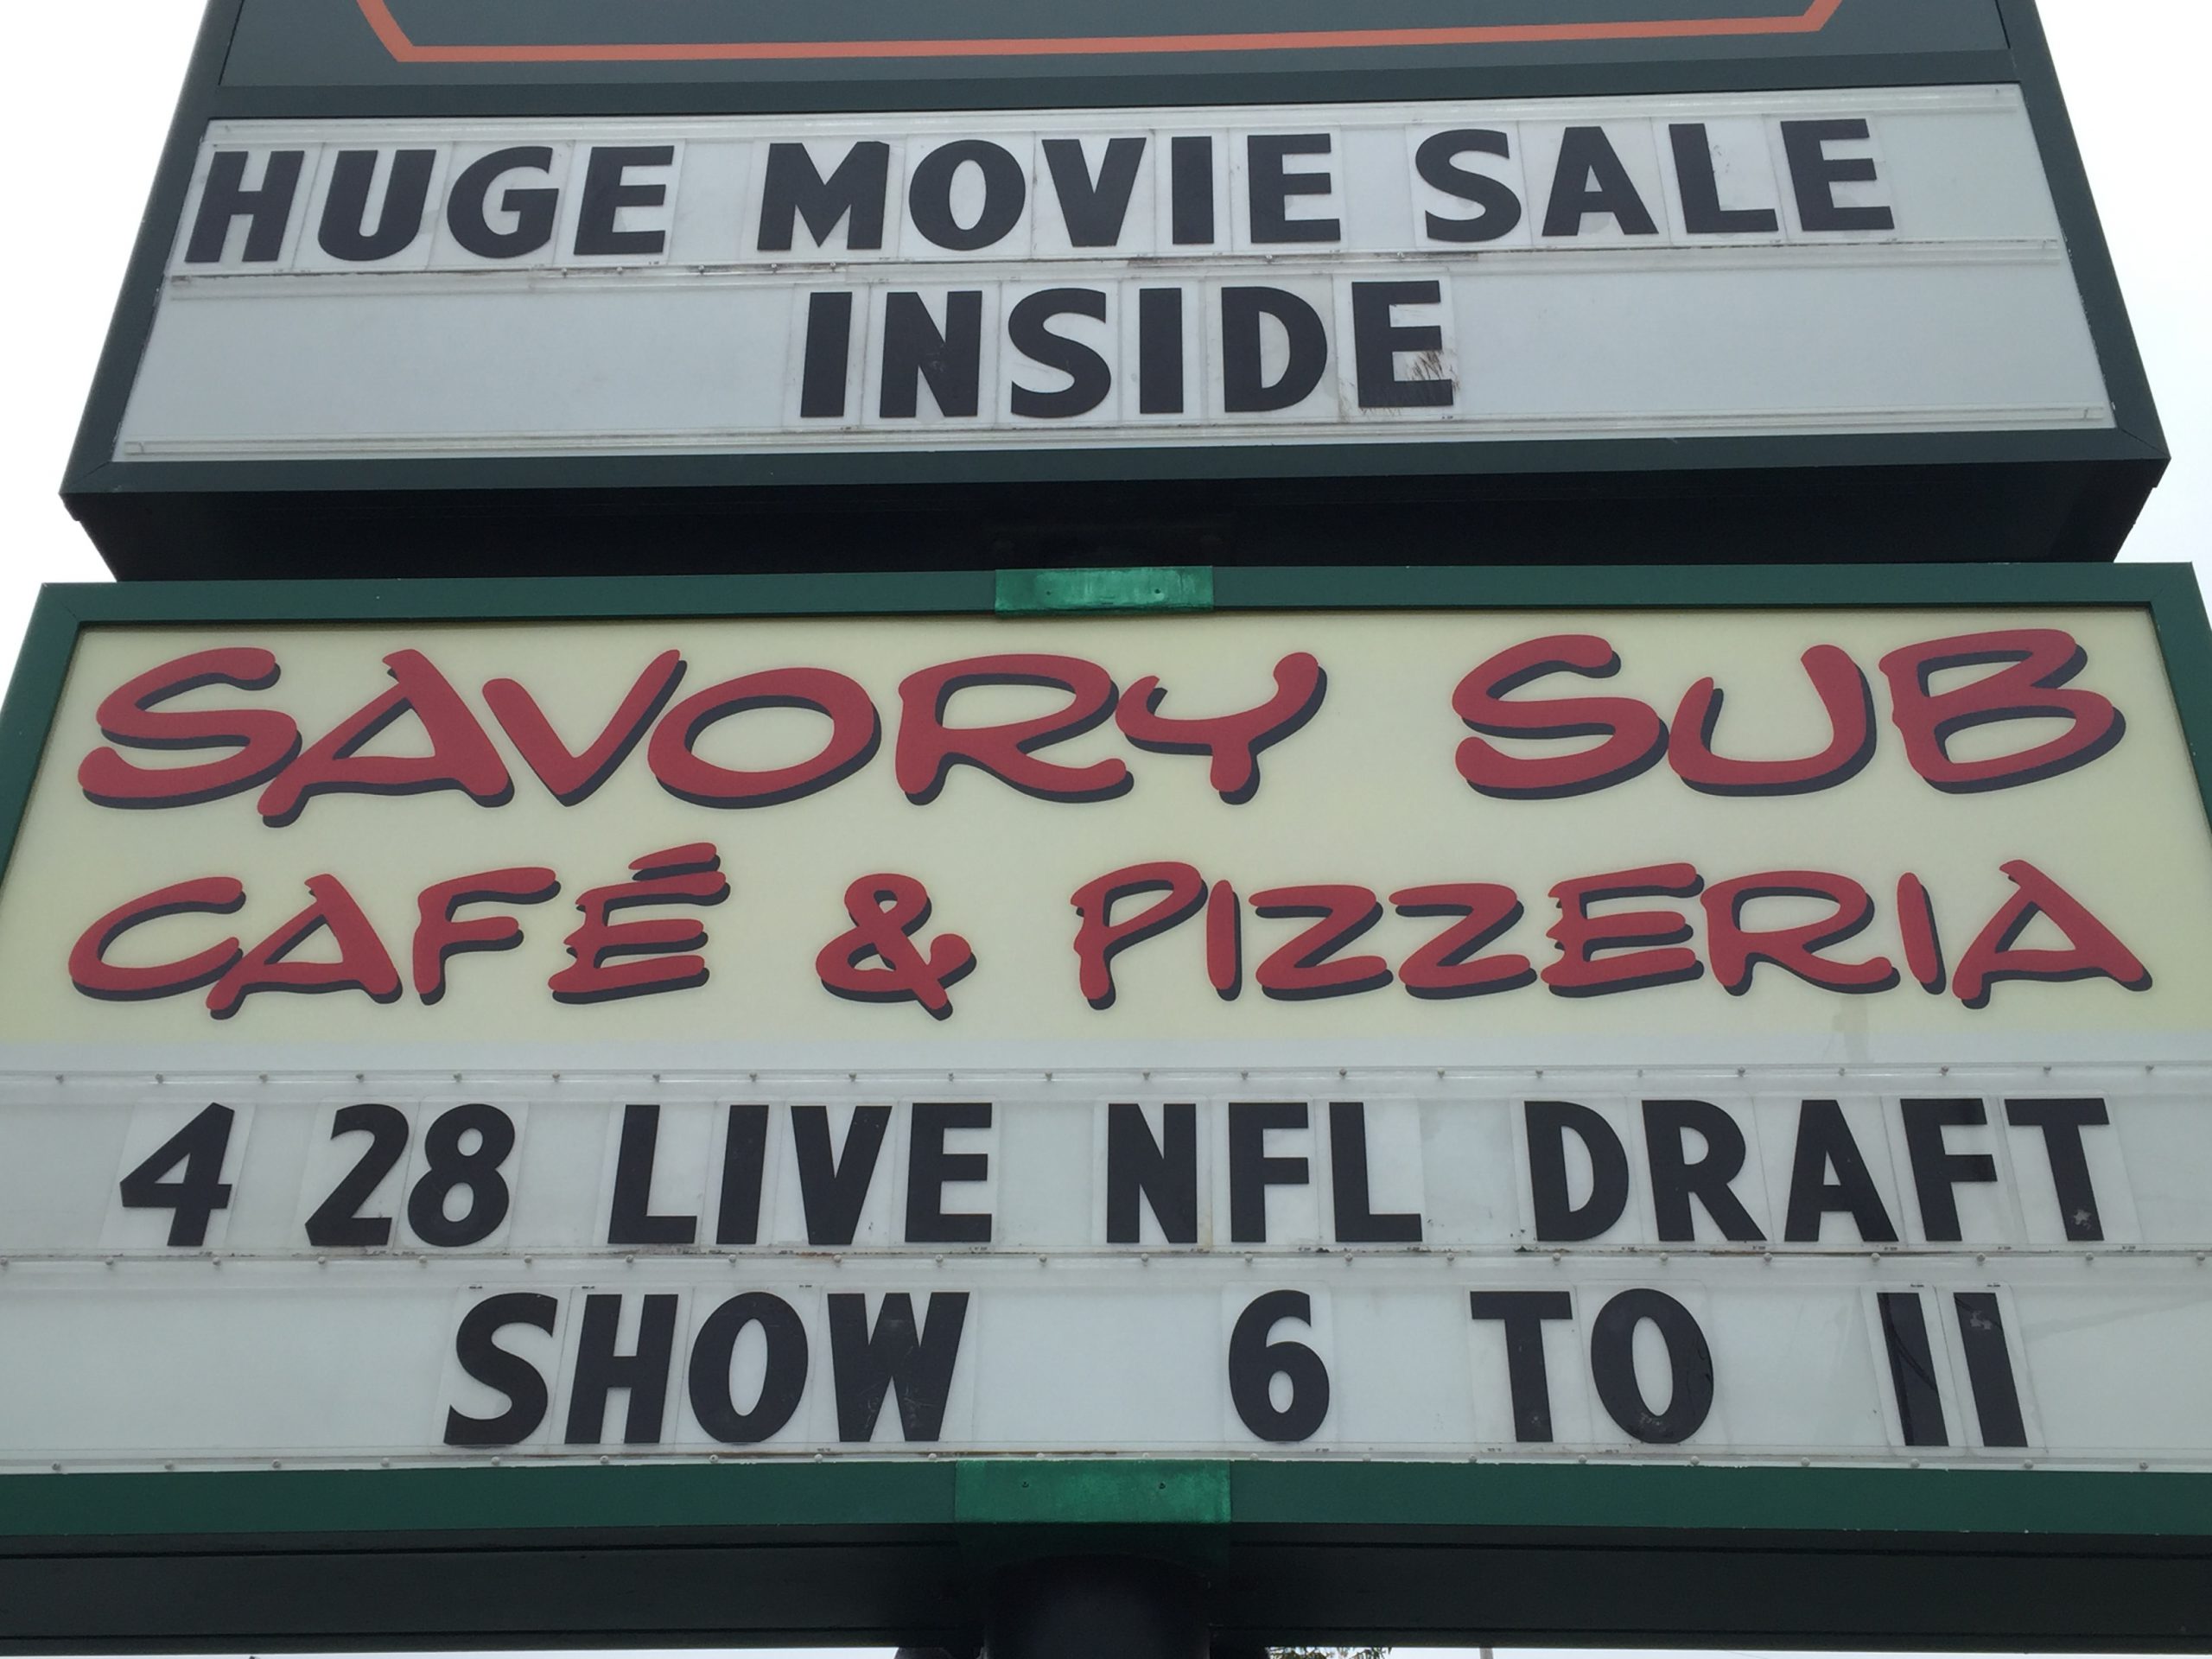 HUGE MOVIE SALE
INSIDE
SAVORY SUB
CAFÉ & PIZZERIA
4 28 LIVE NFL DRAFT
SHOW 6 TO 11